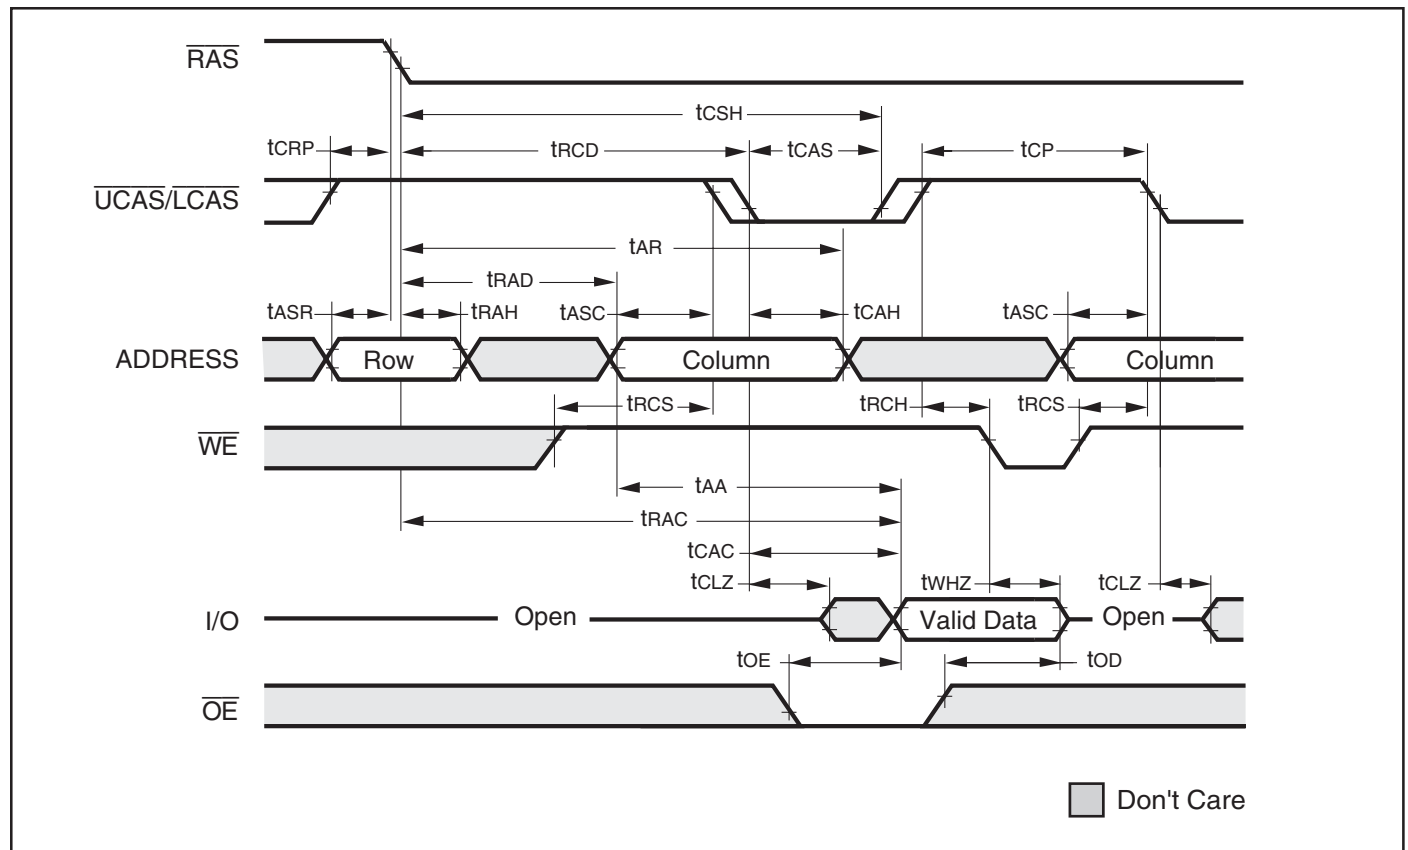 RAS
tCSH
tCRP tRCD tCAS tCP
UCAS/LCAS
tAR
tRAD
tASR tRAH tASC tCAH tASC
ADDRESS Row Column Column
tRCS tRCH tRCS
WE
tAA
tRAC
tCAC
tCLZ tWHZ tCLZ
I/O Open Valid Data Open
tOE tOD
OE
Don't Care